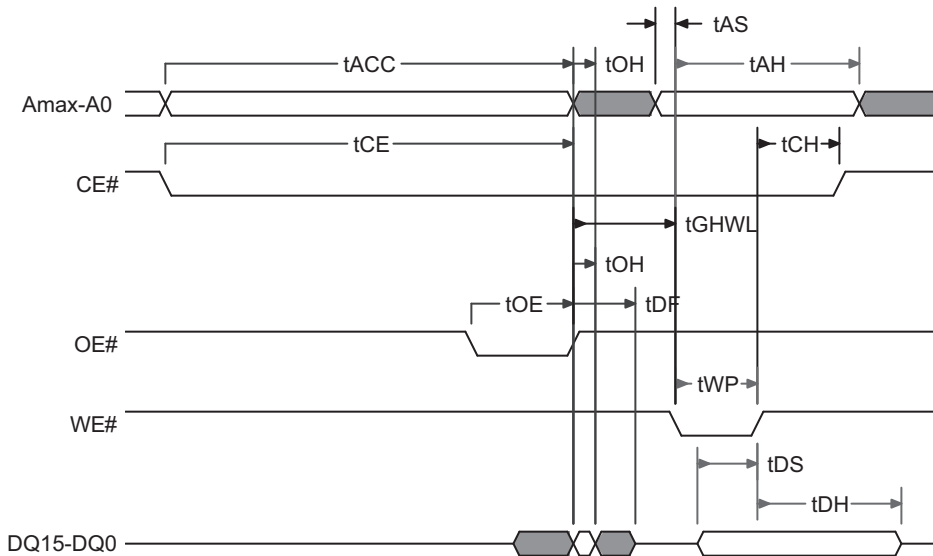 tAS
tACC
tOH
tAH
Amax-A0
tCE
tCH
CE#
tGHWL
tOH
tOE
tDF
OE#
tWP
WE#
tDS
tDH
DQ15-DQ0